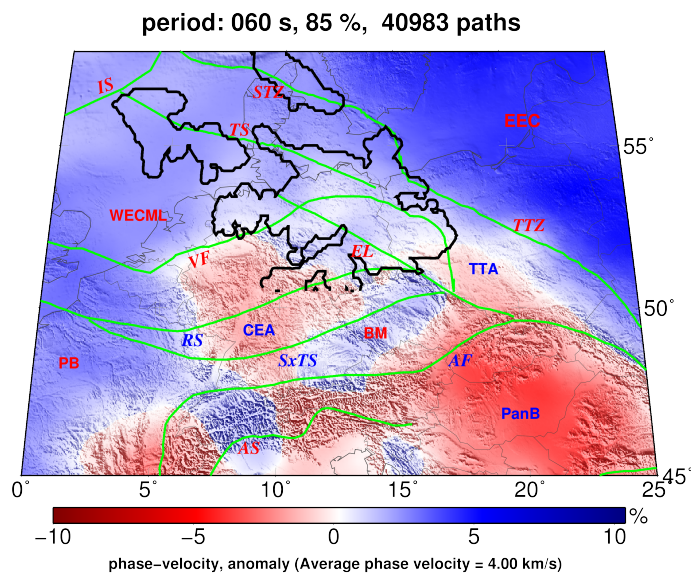 period: 060 s, 85 %, 40983 paths
IS
STZ
TS
EEC
55°
WECML
TTZ
VF
EL
TTA
50°
RS
CEA
BM
PB
SxTS
AF
PanB
AS
45°
0° 5° 10° 15° 20° 25°
%
−10 −5 0 5 10
phase−velocity, anomaly (Average phase velocity = 4.00 km/s)